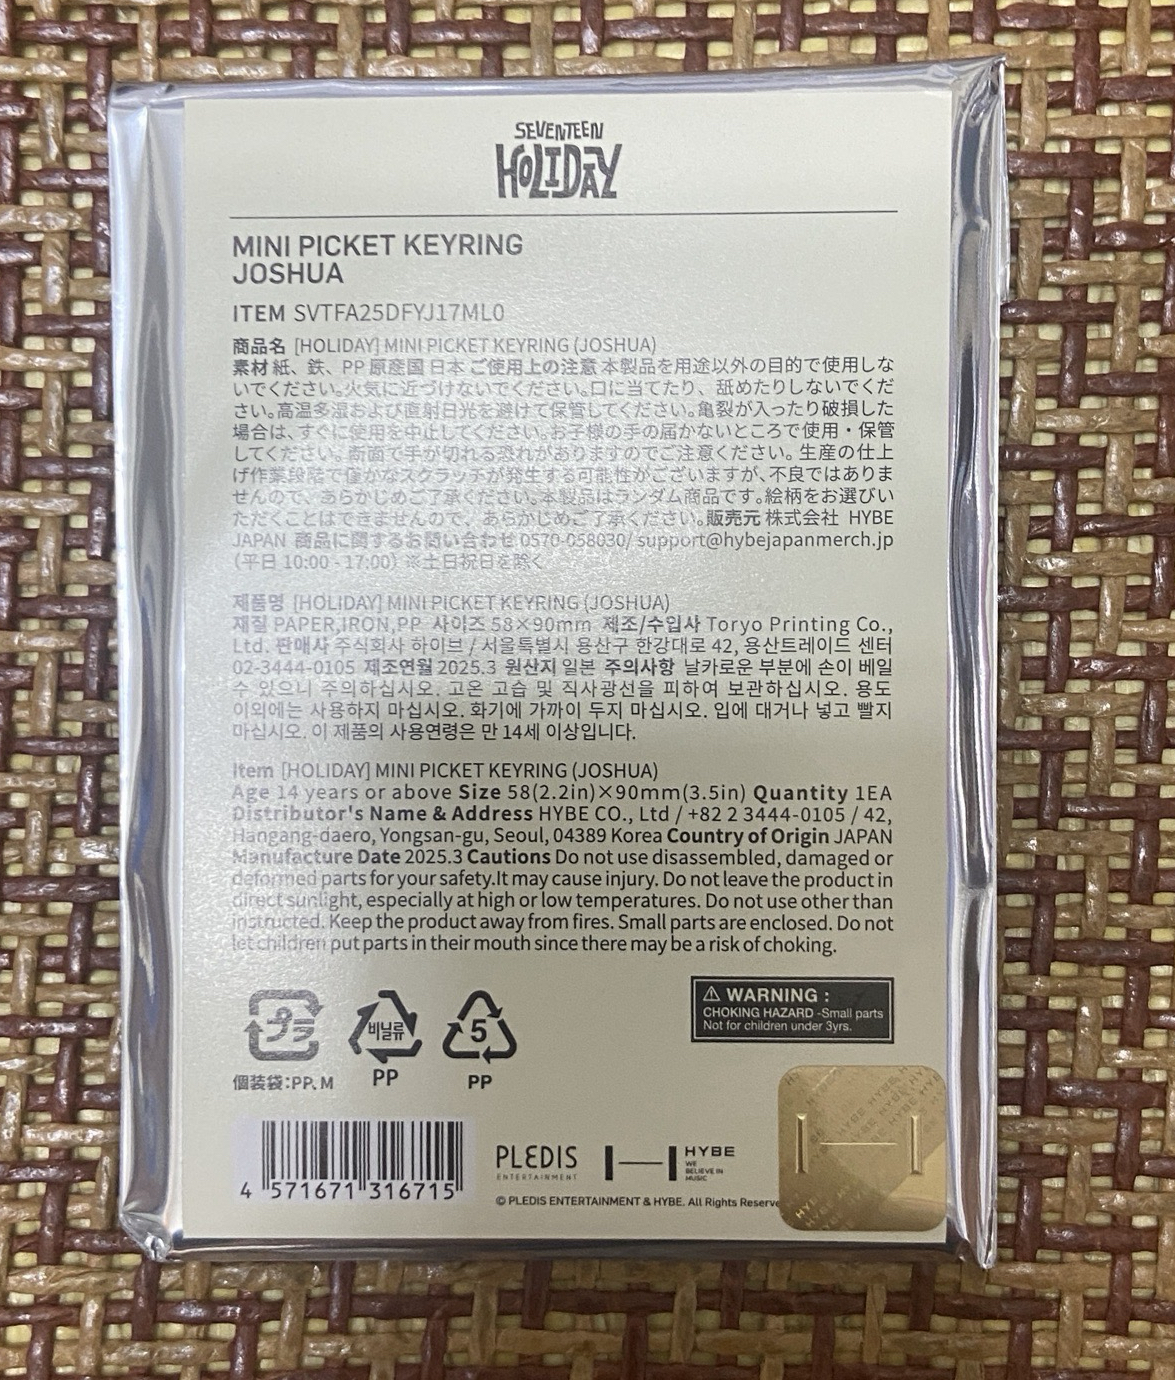 SEVENTEEN
HOLIDAY
MINI PICKET KEYRING
JOSHUA
ITEM SVTFA25DFYJ17ML0
商品名 [HOLIDAY] MINI PICKET KEYRING (JOSHUA)
素材 紙、鉄、PP 原産国 日本 ご使用上の注意 本製品を用途以外の目的で使用しな
いでください。火気に近づけないでください。口に当てたり、舐めたりしないでくだ
さい。高温多湿および直射日光を避けて保管してください。亀裂が入ったり破損した
場合は、すぐに使用を中止してください。お子様の手の届かないところで使用・保管
してください。断面で手が切れる恐れがありますのでご注意ください。生産の仕上
げ作業段階で僅かなスクラッチが発生する可能性がございますが、不良ではありま
せんので、あらかじめご了承ください。本製品はランダム商品です。絵柄をお選びい
ただくことはできませんので、あらかじめご了承ください。販売元 株式会社 HYBE
JAPAN 商品に関するお問い合わせ 0570-058030/ support@hybejapanmerch.jp
(平日 10:00 - 17:00) ※土日祝日を除く
제품명 [HOLIDAY] MINI PICKET KEYRING (JOSHUA)
재질 PAPER,IRON,PP 사이즈 58×90mm 제조/수입사 Toryo Printing Co.,
Ltd. 판매사 주식회사 하이브 / 서울특별시 용산구 한강대로 42, 용산트레이드 센터
02-3444-0105 제조연월 2025.3 원산지 일본 주의사항 날카로운 부분에 손이 베일
수 있으니 주의하십시오. 고온 고습 및 직사광선을 피하여 보관하십시오. 용도
이외에는 사용하지 마십시오. 화기에 가까이 두지 마십시오. 입에 대거나 넣고 빨지
마십시오. 이 제품의 사용연령은 만 14세 이상입니다.
Item [HOLIDAY] MINI PICKET KEYRING (JOSHUA)
Age 14 years or above Size 58(2.2in)×90mm(3.5in) Quantity 1EA
Distributor's Name & Address HYBE CO., Ltd / +82 2 3444-0105 / 42,
Hangang-daero, Yongsan-gu, Seoul, 04389 Korea Country of Origin JAPAN
Manufacture Date 2025.3 Cautions Do not use disassembled, damaged or
deformed parts for your safety.It may cause injury. Do not leave the product in
direct sunlight, especially at high or low temperatures. Do not use other than
instructed. Keep the product away from fires. Small parts are enclosed. Do not
let children put parts in their mouth since there may be a risk of choking.
⚠ WARNING :
CHOKING HAZARD -Small parts
Not for children under 3yrs.
プラ
비닐류
5
個装袋：PP、M
PP
PP
4 571671 316715
PLEDIS
ENTERTAINMENT
HYBE
WE
BELIEVE IN
MUSIC
© PLEDIS ENTERTAINMENT & HYBE. All Rights Reserve